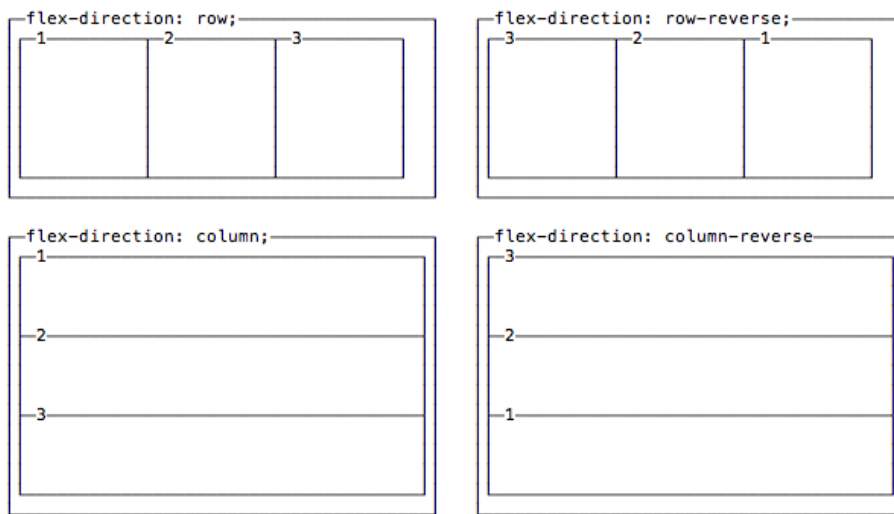 flex-direction: row;
1 2 3
flex-direction: row-reverse;
3 2 1
flex-direction: column;
1
2
3
flex-direction: column-reverse
3
2
1